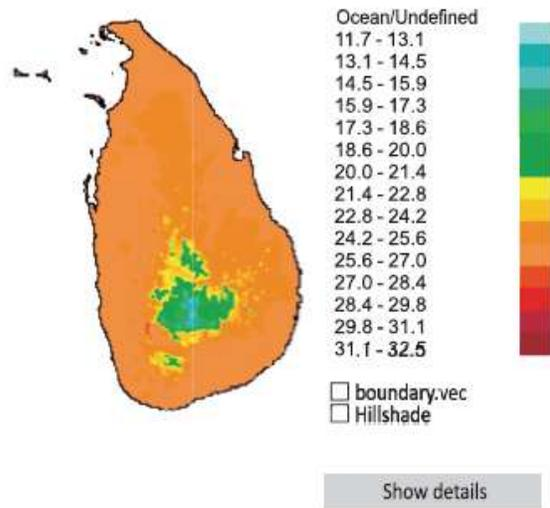 Ocean/Undefined
11.7 - 13.1
13.1 - 14.5
14.5 - 15.9
15.9 - 17.3
17.3 - 18.6
18.6 - 20.0
20.0 - 21.4
21.4 - 22.8
22.8 - 24.2
24.2 - 25.6
25.6 - 27.0
27.0 - 28.4
28.4 - 29.8
29.8 - 31.1
31.1 - 32.5
boundary.vec
Hillshade
Show details